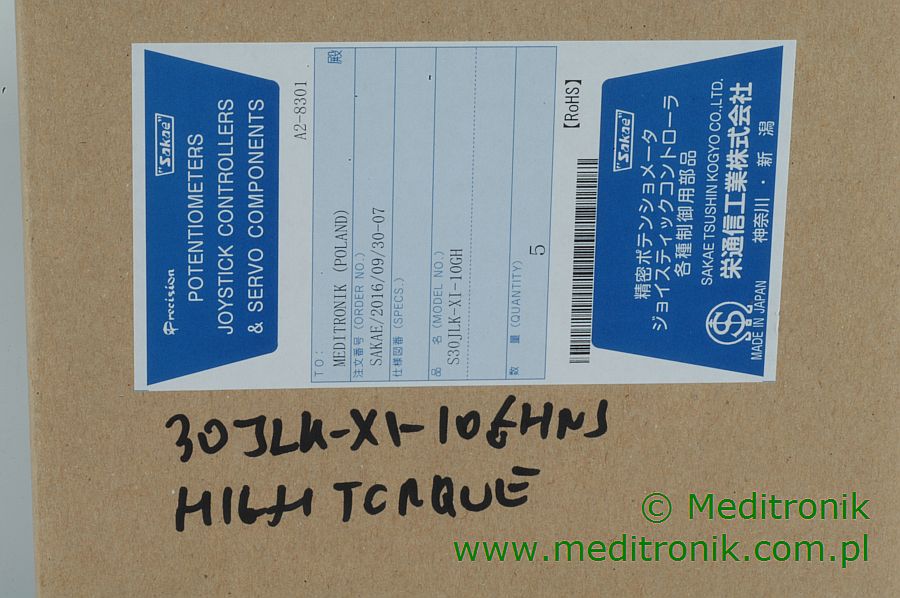 "Sakae"
Precision
POTENTIOMETERS
JOYSTICK CONTROLLERS
& SERVO COMPONENTS
A2-8301
殿
TO:
MEDITRONIK (POLAND)
注文番号 (ORDER NO.)
SAKAE/2016/09/30-07
仕様図番 (SPECS.)
品 名 (MODEL NO.)
S30JLK-XI-10GH
数 量 (QUANTITY)
5
【RoHS】
"Sakae"
精密ポテンショメータ
ジョイスティックコントローラ
各種制御用部品
SAKAE TSUSHIN KOGYO CO.,LTD.
栄通信工業株式会社
神奈川・新潟
MADE IN JAPAN
30JLK-XI-10GHNS
HIGH TORQUE
© Meditronik
www.meditronik.com.pl